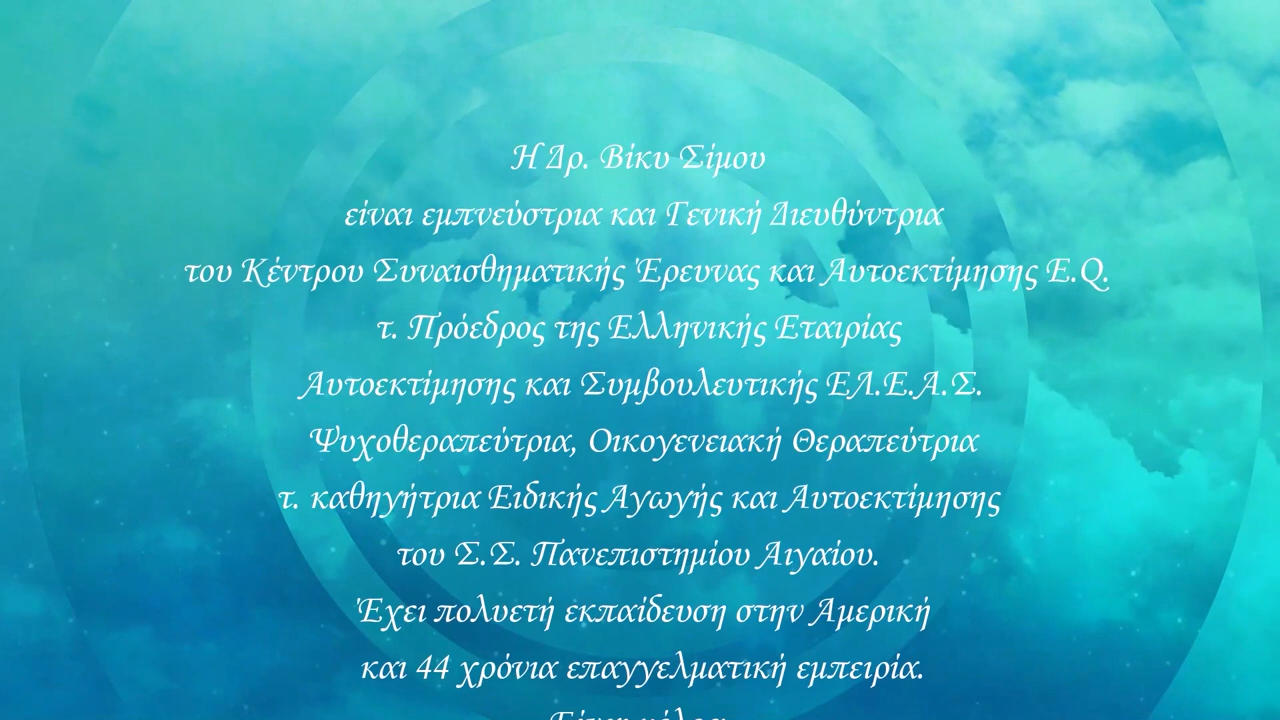 Η Δρ. Βίκυ Σίμου
είναι εμπνεύστρια και Γενική Διευθύντρια
του Κέντρου Συναισθηματικής Έρευνας και Αυτοεκτίμησης E.Q.
τ. Πρόεδρος της Ελληνικής Εταιρίας
Αυτοεκτίμησης και Συμβουλευτικής ΕΛ.Ε.Α.Σ.
Ψυχοθεραπεύτρια, Οικογενειακή Θεραπεύτρια
τ. καθηγήτρια Ειδικής Αγωγής και Αυτοεκτίμησης
του Σ.Σ. Πανεπιστημίου Αιγαίου.
Έχει πολυετή εκπαίδευση στην Αμερική
και 44 χρόνια επαγγελματική εμπειρία.